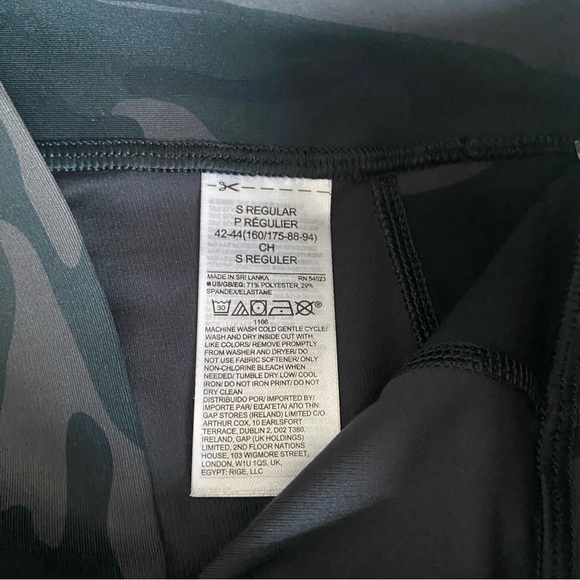 S REGULAR
P RÉGULIER
42-44(160/175-88-94)
CH
S REGULER
MADE IN SRI LANKA RN 54023
■ US/GB/EG: 71% POLYESTER, 29%
SPANDEX/ELASTANE
30
1166
MACHINE WASH COLD GENTLE CYCLE/
WASH AND DRY INSIDE OUT WITH
LIKE COLORS/ REMOVE PROMPTLY
FROM WASHER AND DRYER/ DO
NOT USE FABRIC SOFTENER/ ONLY
NON-CHLORINE BLEACH WHEN
NEEDED/ TUMBLE DRY LOW/ COOL
IRON/ DO NOT IRON PRINT/ DO NOT
DRY CLEAN
DISTRIBUIDO POR/ IMPORTED BY/
IMPORTE PAR/ ΕΙΣΑΓΕΤΑΙ ΑΠΟ ΤΗΝ:
GAP STORES (IRELAND) LIMITED C/O
ARTHUR COX, 10 EARLSFORT
TERRACE, DUBLIN 2, D02 T380,
IRELAND, GAP (UK HOLDINGS)
LIMITED, 2ND FLOOR NATIONS
HOUSE, 103 WIGMORE STREET,
LONDON, W1U 1QS, UK,
EGYPT: RIGE, LLC